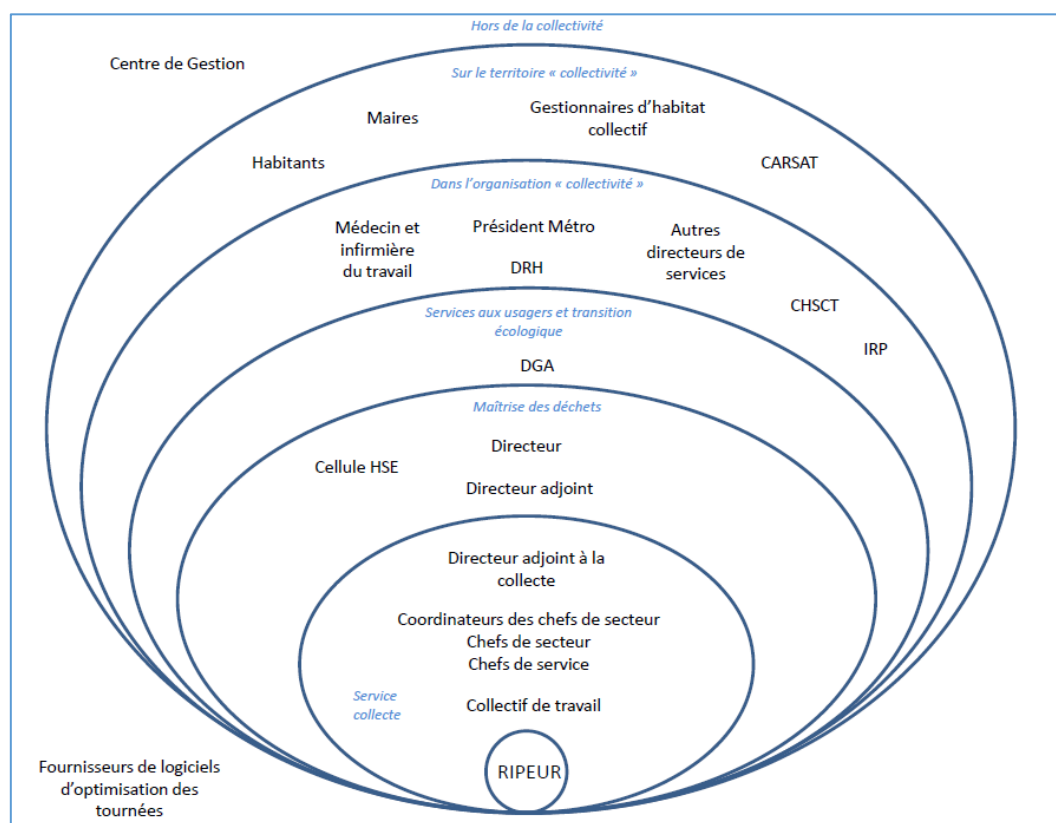 Hors de la collectivité
Centre de Gestion
Sur le territoire « collectivité »
Maires
Gestionnaires d’habitat
collectif
Habitants
CARSAT
Dans l’organisation « collectivité »
Médecin et
infirmière
du travail
Président Métro
DRH
Autres
directeurs de
services
CHSCT
IRP
Services aux usagers et transition
écologique
DGA
Maîtrise des déchets
Directeur
Cellule HSE
Directeur adjoint
Directeur adjoint à la
collecte
Coordinateurs des chefs de secteur
Chefs de secteur
Chefs de service
Service
collecte
Collectif de travail
RIPEUR
Fournisseurs de logiciels
d’optimisation des
tournées